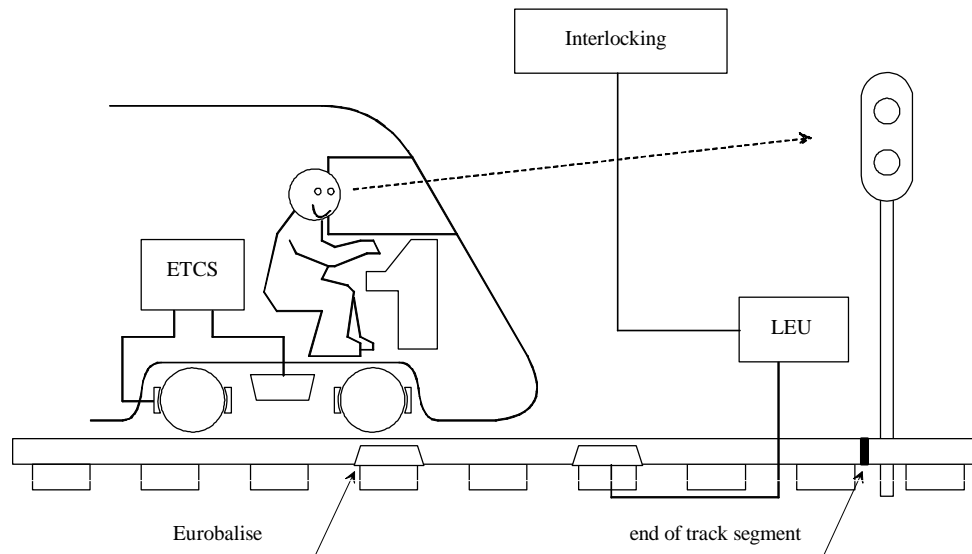 Interlocking
ETCS
LEU
Eurobalise
end of track segment